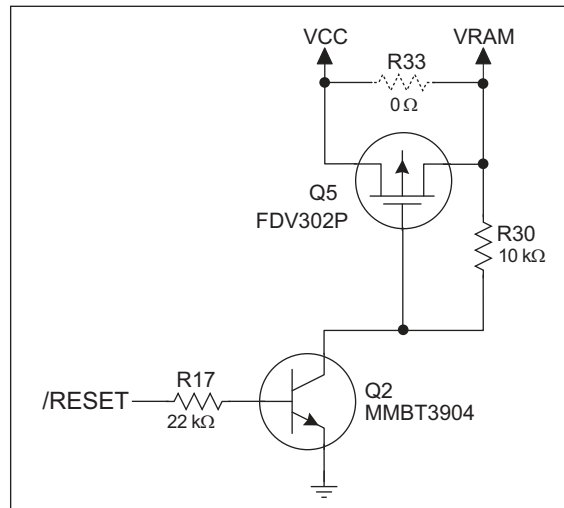 VCC
VRAM
R33
0 Ω
Q5
FDV302P
R30
10 kΩ
R17
/RESET
22 kΩ
Q2
MMBT3904